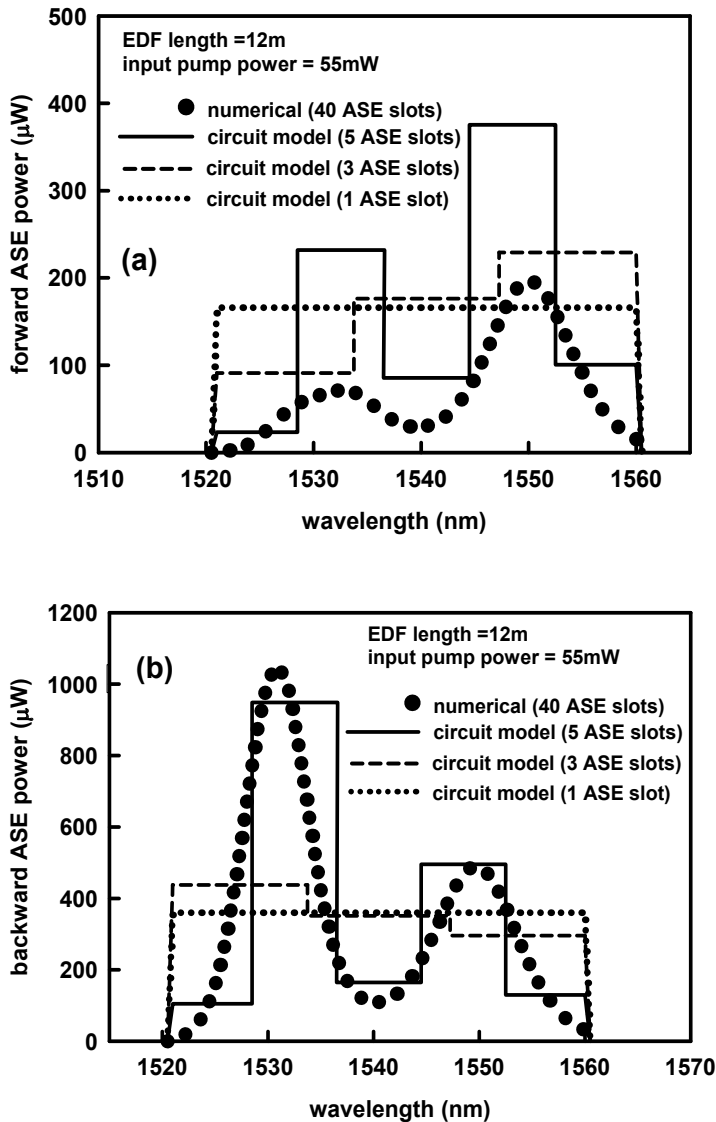 500
400
300
200
100
0
forward ASE power (μW)
EDF length =12m
input pump power = 55mW
numerical (40 ASE slots)
circuit model (5 ASE slots)
circuit model (3 ASE slots)
circuit model (1 ASE slot)
(a)
1510 1520 1530 1540 1550 1560
wavelength (nm)
1200
1000
800
600
400
200
0
backward ASE power (μW)
(b)
EDF length =12m
input pump power = 55mW
numerical (40 ASE slots)
circuit model (5 ASE slots)
circuit model (3 ASE slots)
circuit model (1 ASE slot)
1520 1530 1540 1550 1560 1570
wavelength (nm)